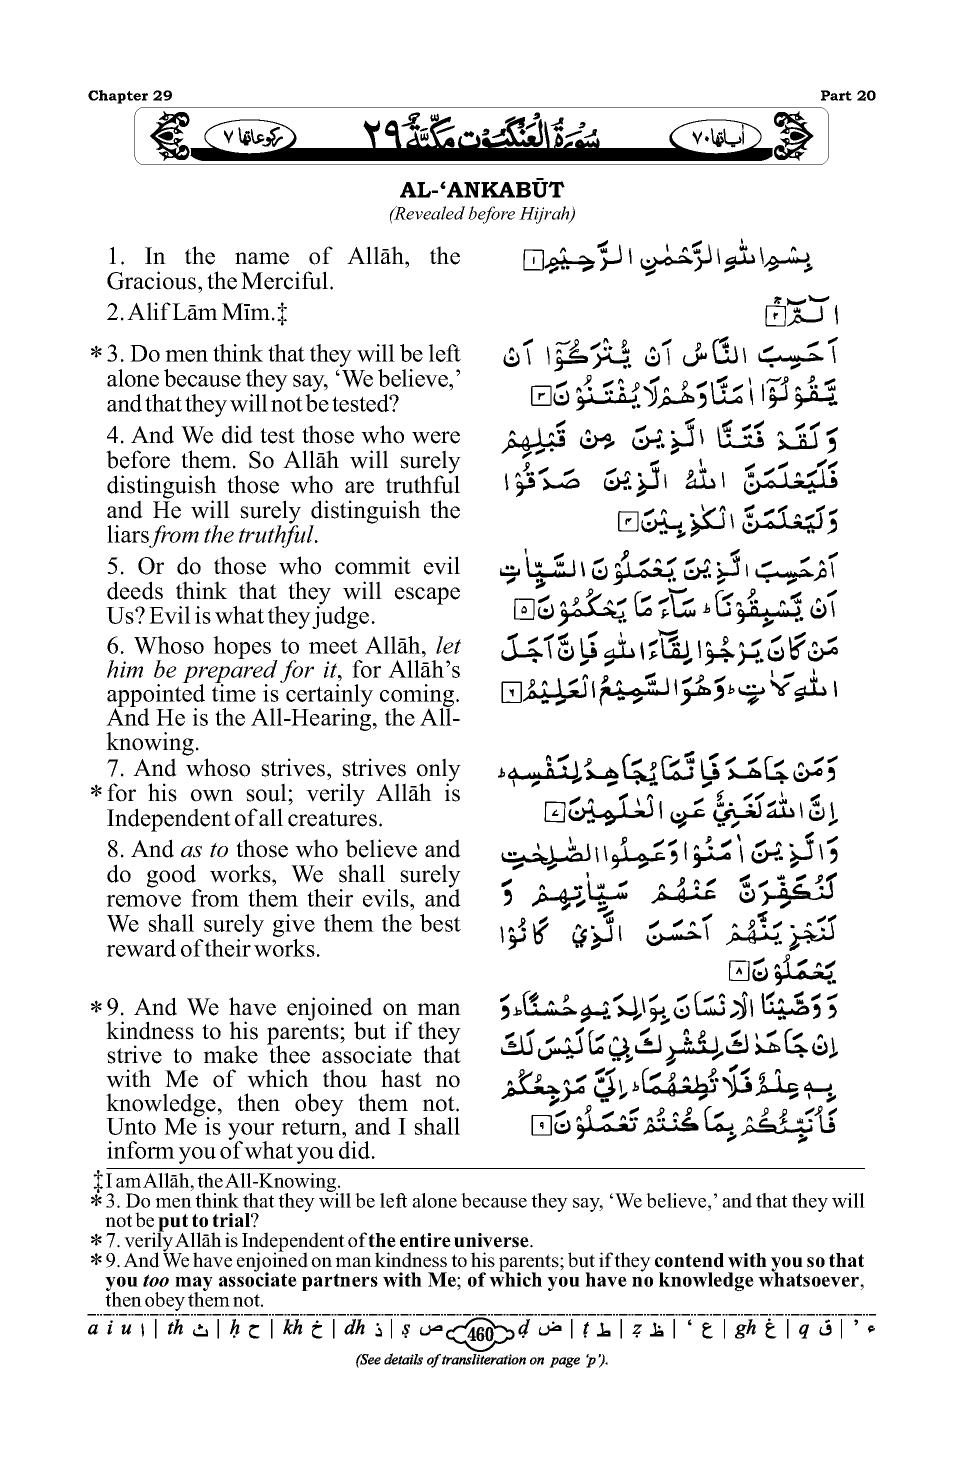 Chapter 29 Part 20
رکوعاتها ٧ سُوْرَةُ الْعَنْكَبُوْتِ مَكِّيَّةٌ ٢٩ اٰیاتها ٧٠
AL-‘ANKABŪT
(Revealed before Hijrah)
1. In the name of Allāh, the
Gracious, the Merciful.
2. Alif Lām Mīm.‡
* 3. Do men think that they will be left
alone because they say, ‘We believe,’
and that they will not be tested?
4. And We did test those who were
before them. So Allāh will surely
distinguish those who are truthful
and He will surely distinguish the
liars from the truthful.
5. Or do those who commit evil
deeds think that they will escape
Us? Evil is what they judge.
6. Whoso hopes to meet Allāh, let
him be prepared for it, for Allāh’s
appointed time is certainly coming.
And He is the All-Hearing, the All-
knowing.
7. And whoso strives, strives only
* for his own soul; verily Allāh is
Independent of all creatures.
8. And as to those who believe and
do good works, We shall surely
remove from them their evils, and
We shall surely give them the best
reward of their works.
* 9. And We have enjoined on man
kindness to his parents; but if they
strive to make thee associate that
with Me of which thou hast no
knowledge, then obey them not.
Unto Me is your return, and I shall
inform you of what you did.
بِسْمِ اللّٰهِ الرَّحْمٰنِ الرَّحِيْمِ ١
الٓمّٓ ۚ ٢
اَحَسِبَ النَّاسُ اَنْ يُّتْرَكُوْۤا اَنْ
يَّقُوْلُوْۤا اٰمَنَّا وَهُمْ لَا يُفْتَنُوْنَ ٣
وَلَقَدْ فَتَنَّا الَّذِيْنَ مِنْ قَبْلِهِمْ
فَلَيَعْلَمَنَّ اللّٰهُ الَّذِيْنَ صَدَقُوْا
وَلَيَعْلَمَنَّ الْكٰذِبِيْنَ ٤
اَمْ حَسِبَ الَّذِيْنَ يَعْمَلُوْنَ السَّيِّاٰتِ
اَنْ يَّسْبِقُوْنَا ؕ سَآءَ مَا يَحْكُمُوْنَ ٥
مَنْ كَانَ يَرْجُوْا لِقَآءَ اللّٰهِ فَاِنَّ اَجَلَ
اللّٰهِ لَاٰتٍ ؕ وَهُوَ السَّمِيْعُ الْعَلِيْمُ ٦
وَمَنْ جَاهَدَ فَاِنَّمَا يُجَاهِدُ لِنَفْسِهٖ ؕ
اِنَّ اللّٰهَ لَغَنِيٌّ عَنِ الْعٰلَمِيْنَ ٧
وَالَّذِيْنَ اٰمَنُوْا وَعَمِلُوا الصّٰلِحٰتِ
لَنُكَفِّرَنَّ عَنْهُمْ سَيِّاٰتِهِمْ وَ
لَنَجْزِيَنَّهُمْ اَحْسَنَ الَّذِيْ كَانُوْا
يَعْمَلُوْنَ ٨
وَوَصَّيْنَا الْاِنْسَانَ بِوَالِدَيْهِ حُسْنًا ؕ وَ
اِنْ جَاهَدٰكَ لِتُشْرِكَ بِيْ مَا لَيْسَ لَكَ
بِهٖ عِلْمٌ فَلَا تُطِعْهُمَا ؕ اِلَيَّ مَرْجِعُكُمْ
فَاُنَبِّئُكُمْ بِمَا كُنْتُمْ تَعْمَلُوْنَ ٩
‡ I am Allāh, the All-Knowing.
* 3. Do men think that they will be left alone because they say, ‘We believe,’ and that they will
not be put to trial?
* 7. verily Allāh is Independent of the entire universe.
* 9. And We have enjoined on man kindness to his parents; but if they contend with you so that
you too may associate partners with Me; of which you have no knowledge whatsoever,
then obey them not.
a i u ا | th ث | ḥ ح | kh خ | dh ذ | ṣ ص 460 ḍ ض | ṭ ط | ẓ ظ | ‘ ع | gh غ | q ق | ’ ء
(See details of transliteration on page ‘p’).